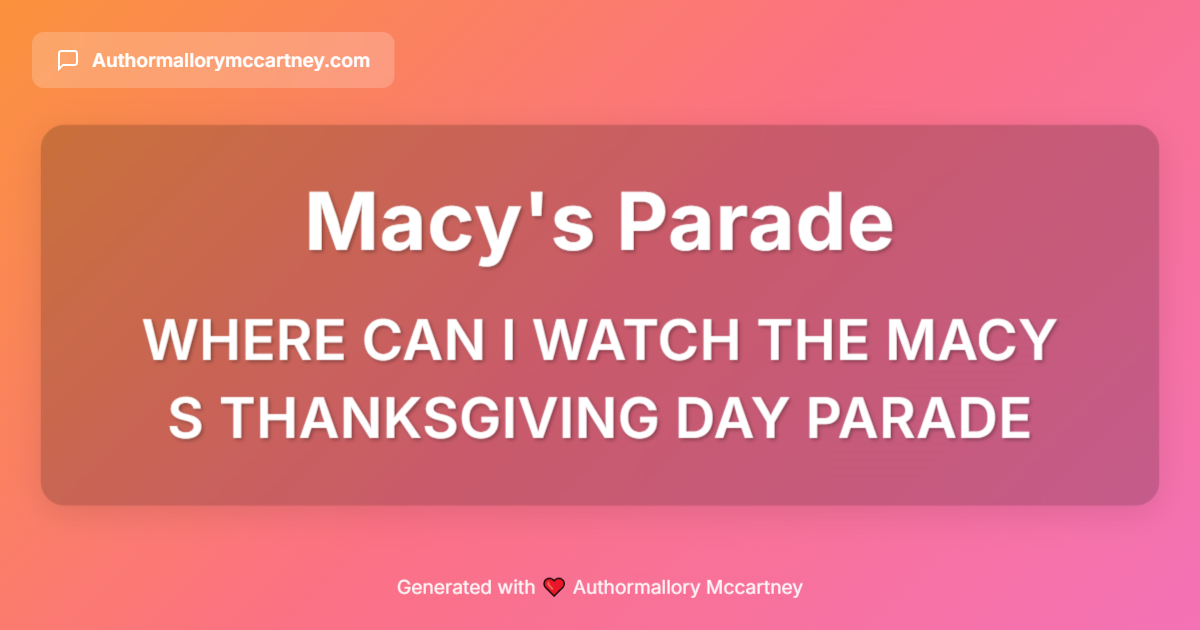 Authormallorymccartney.com
Macy's Parade
WHERE CAN I WATCH THE MACY
S THANKSGIVING DAY PARADE
Generated with ❤️ Authormallory Mccartney